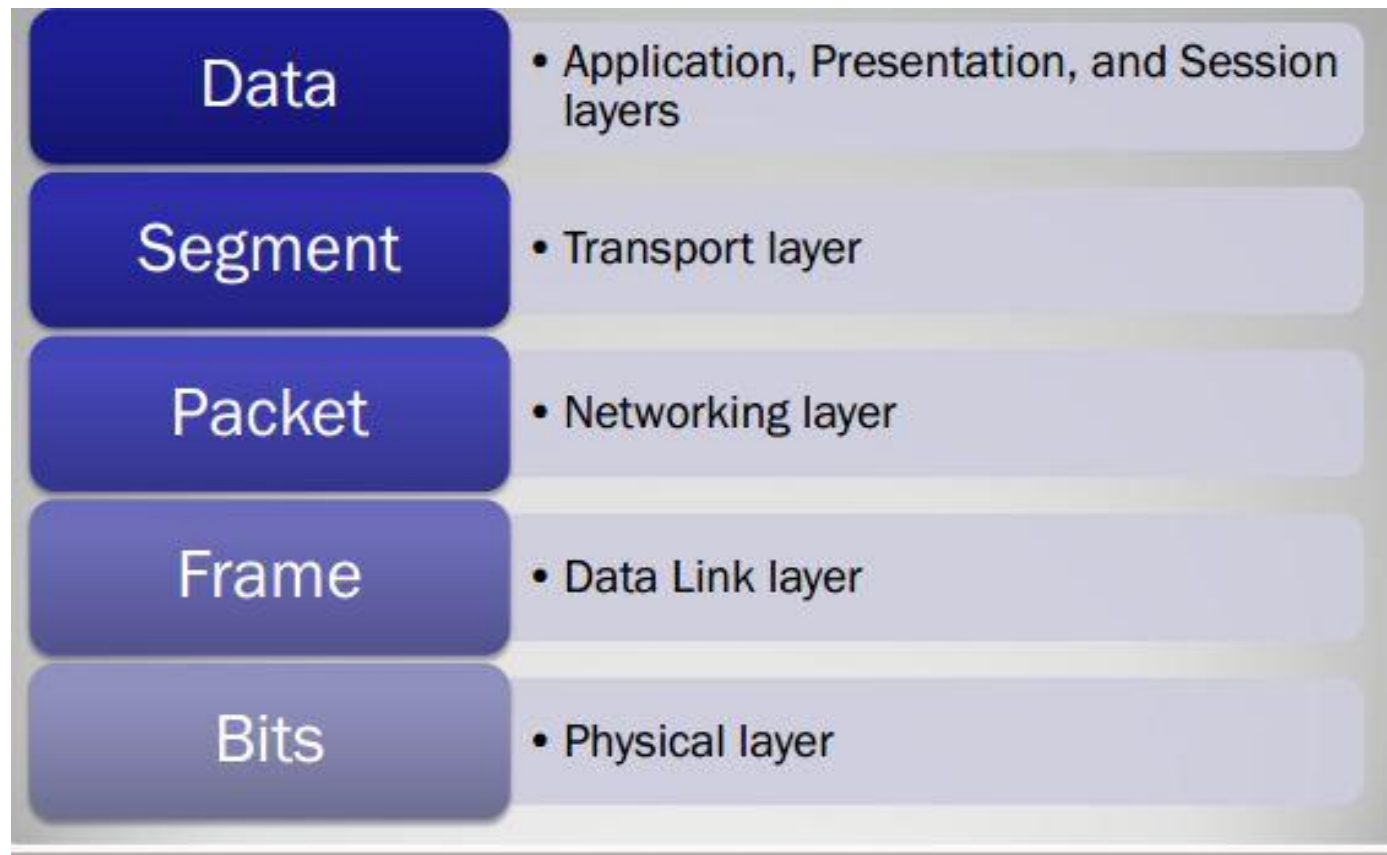 Data
• Application, Presentation, and Session
layers
Segment
• Transport layer
Packet
• Networking layer
Frame
• Data Link layer
Bits
• Physical layer